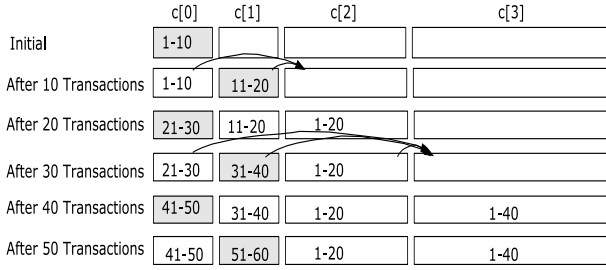 c[0] c[1] c[2] c[3]
Initial 1-10
After 10 Transactions 1-10 11-20
After 20 Transactions 21-30 11-20 1-20
After 30 Transactions 21-30 31-40 1-20
After 40 Transactions 41-50 31-40 1-20 1-40
After 50 Transactions 41-50 51-60 1-20 1-40